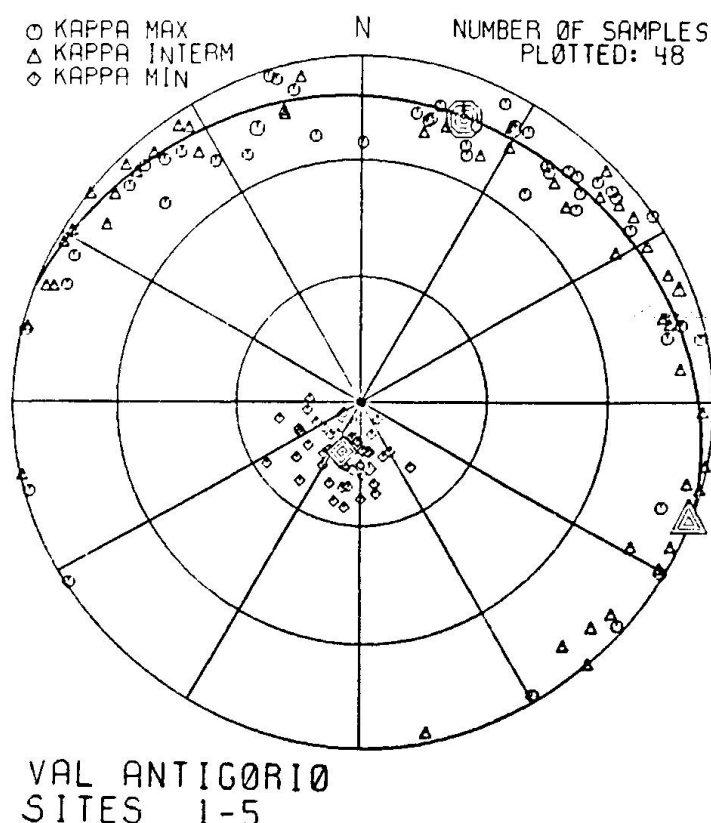 KAPPA MAX
KAPPA INTERM
KAPPA MIN
N
NUMBER ØF SAMPLES
PLØTTED: 48
VAL ANTIGØRIØ
SITES 1-5